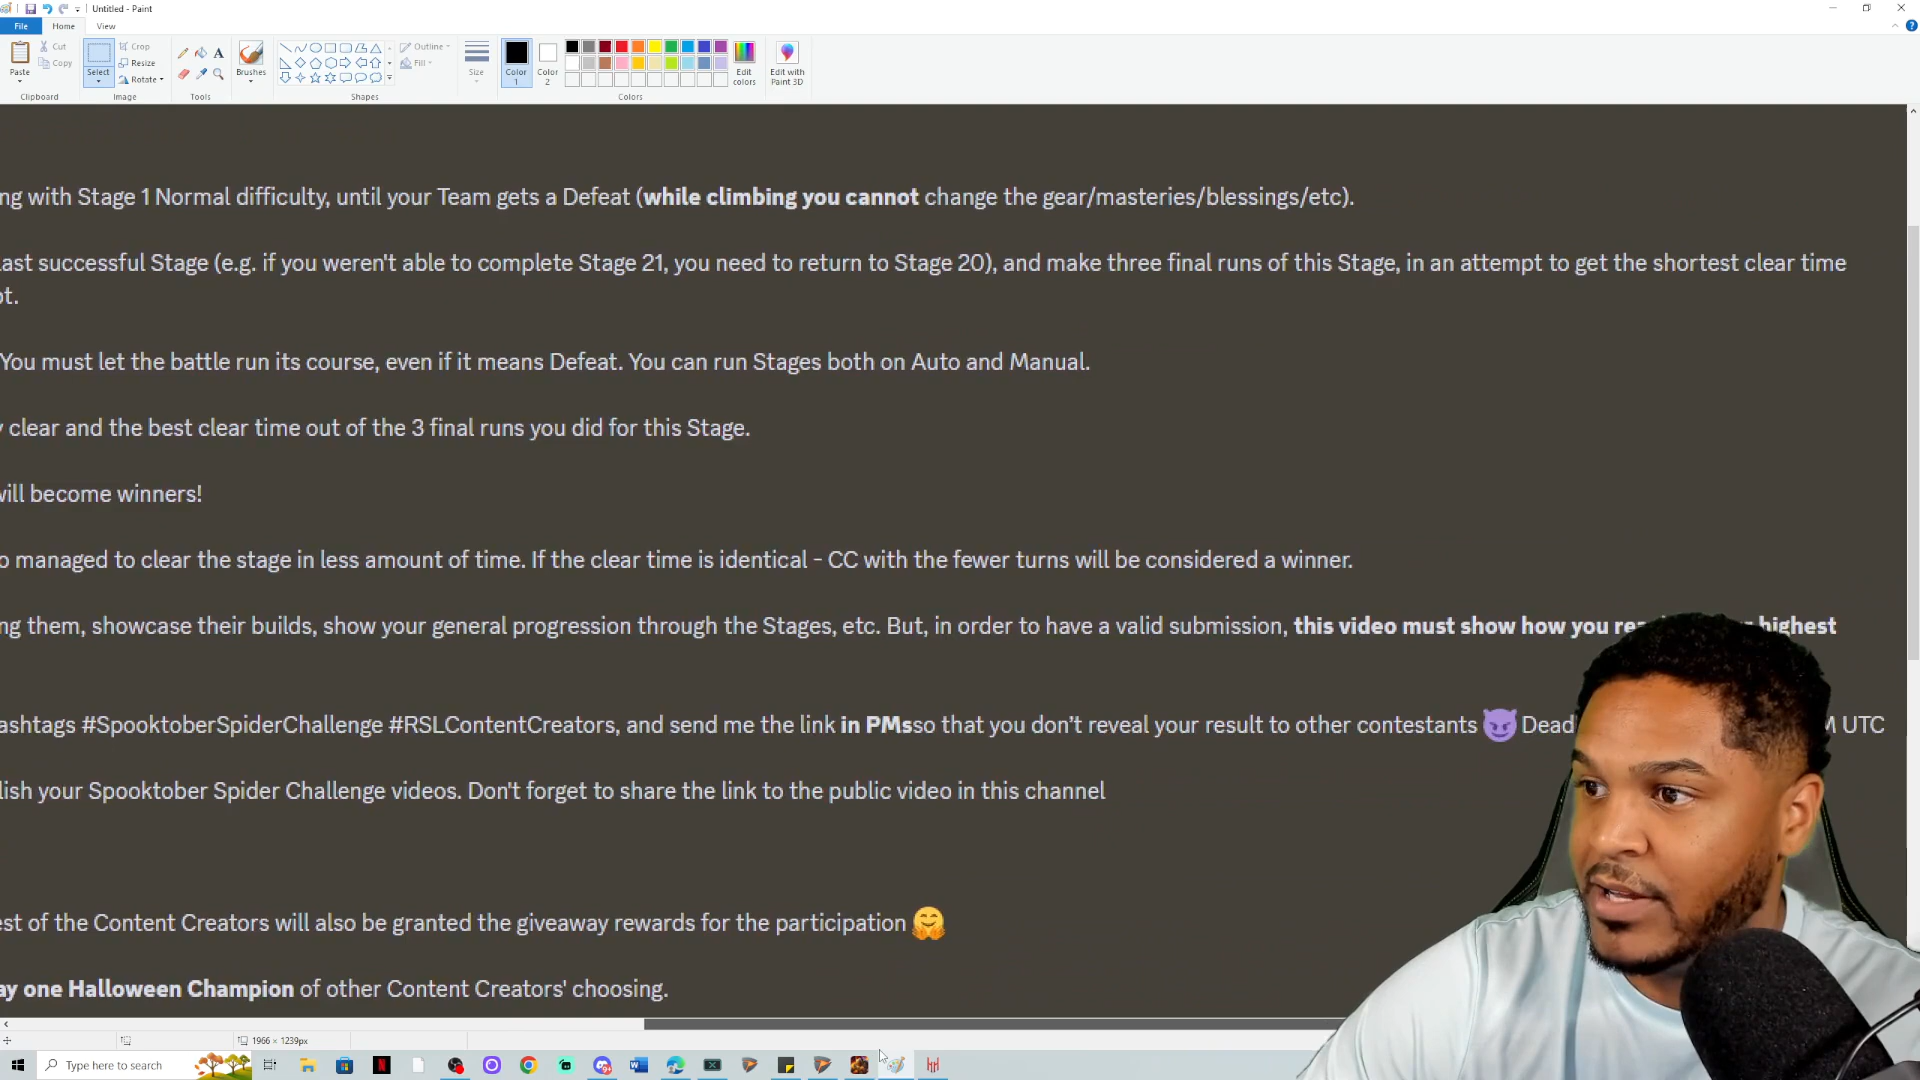 Untitled - Paint
File Home View
Paste
Cut
Copy
Clipboard
Select
Crop
Resize
Rotate
Image
Tools
Brushes
Shapes
Outline
Fill
Size
Color 1
Color 2
Colors
Edit colors
Edit with Paint 3D
ng with Stage 1 Normal difficulty, until your Team gets a Defeat (while climbing you cannot change the gear/masteries/blessings/etc).
ast successful Stage (e.g. if you weren't able to complete Stage 21, you need to return to Stage 20), and make three final runs of this Stage, in an attempt to get the shortest clear time
ot.
You must let the battle run its course, even if it means Defeat. You can run Stages both on Auto and Manual.
y clear and the best clear time out of the 3 final runs you did for this Stage.
will become winners!
o managed to clear the stage in less amount of time. If the clear time is identical - CC with the fewer turns will be considered a winner.
ng them, showcase their builds, show your general progression through the Stages, etc. But, in order to have a valid submission, this video must show how you highest
ashtags #SpooktoberSpiderChallenge #RSLContentCreators, and send me the link in PMsso that you don't reveal your result to other contestants 😈 Dead M UTC
lish your Spooktober Spider Challenge videos. Don't forget to share the link to the public video in this channel
est of the Content Creators will also be granted the giveaway rewards for the participation 🤗
ay one Halloween Champion of other Content Creators' choosing.
1966 × 1239px
Type here to search